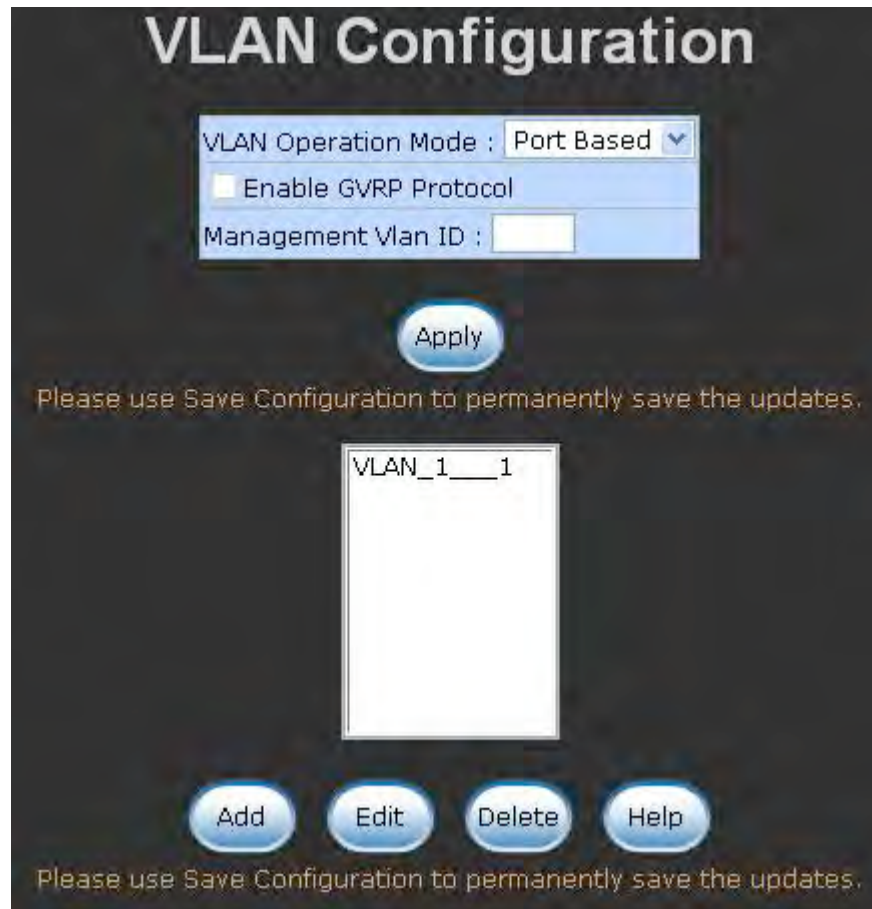 VLAN Configuration
VLAN Operation Mode : Port Based
Enable GVRP Protocol
Management Vlan ID :
Apply
Please use Save Configuration to permanently save the updates.
VLAN_1___1
Add Edit Delete Help
Please use Save Configuration to permanently save the updates.